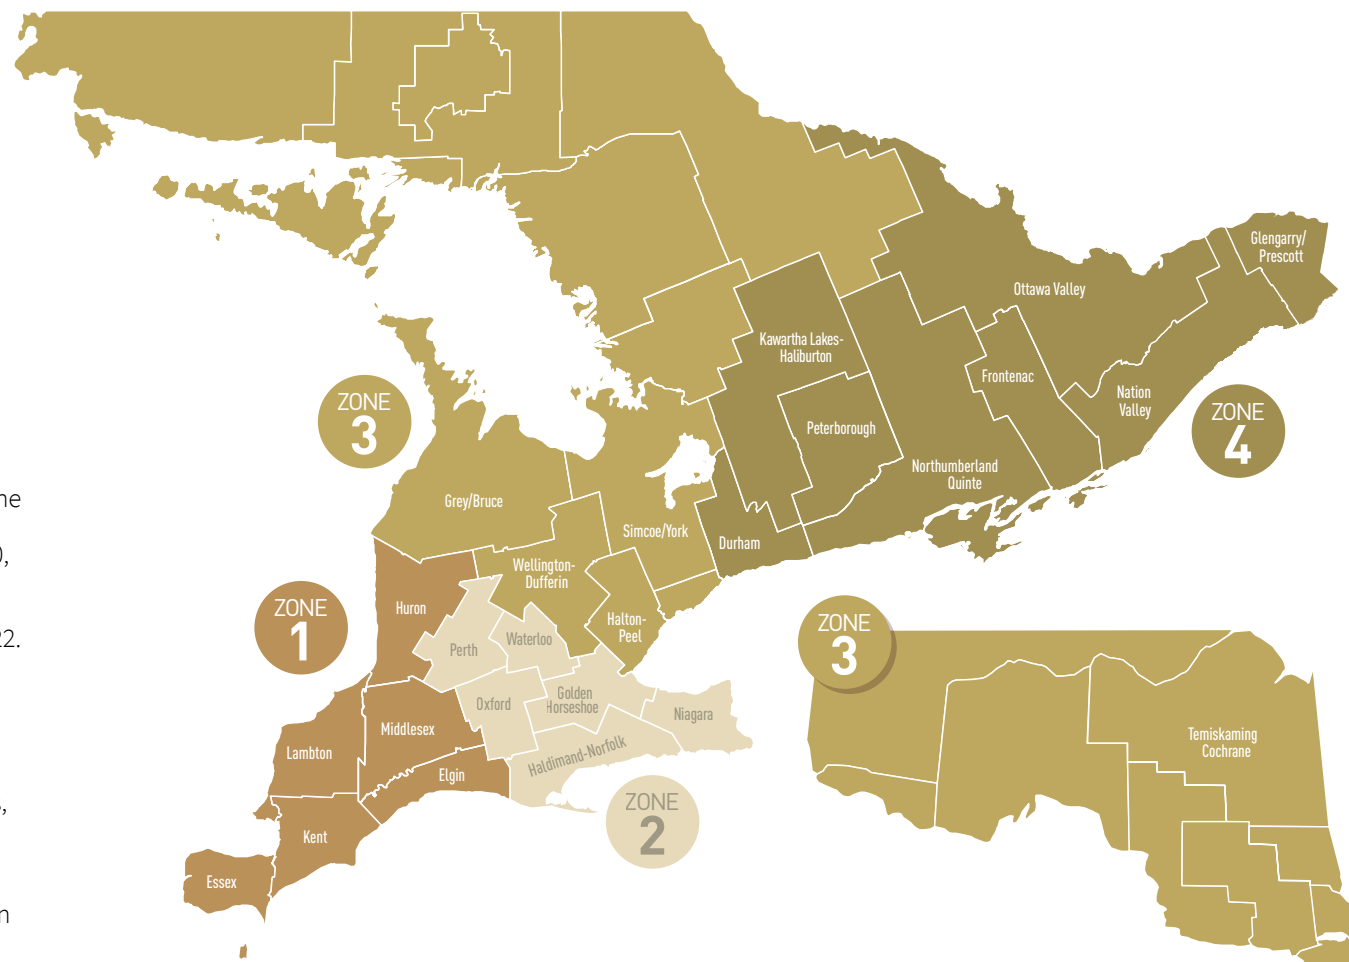 Glengarry/
Prescott
Ottawa Valley
Kawartha Lakes-
Haliburton
Frontenac
Nation
Valley
ZONE
3
ZONE
4
Peterborough
Northumberland
Quinte
Grey/Bruce
Simcoe/York
Durham
Wellington-
Dufferin
ZONE
1
Huron
Halton-
Peel
ZONE
3
Perth
Waterloo
22.
Oxford
Golden
Horseshoe
Niagara
Middlesex
Lambton
Haldimand-Norfolk
Temiskaming
Cochrane
Elgin
ZONE
2
Kent
Essex